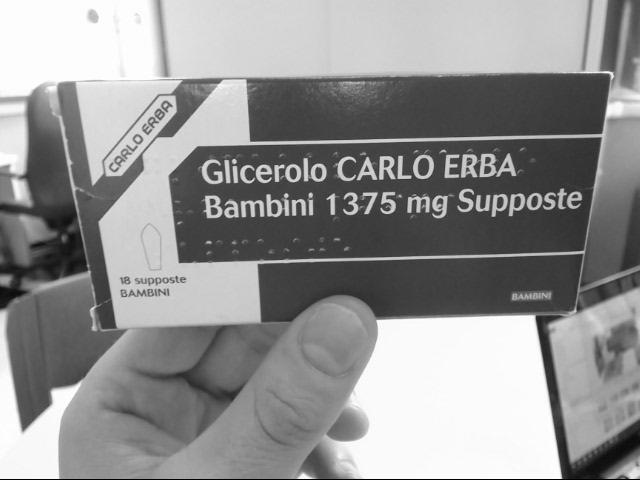 CARLO ERBA
Glicerolo CARLO ERBA
Bambini 1375 mg Supposte
18 supposte
BAMBINI
BAMBINI